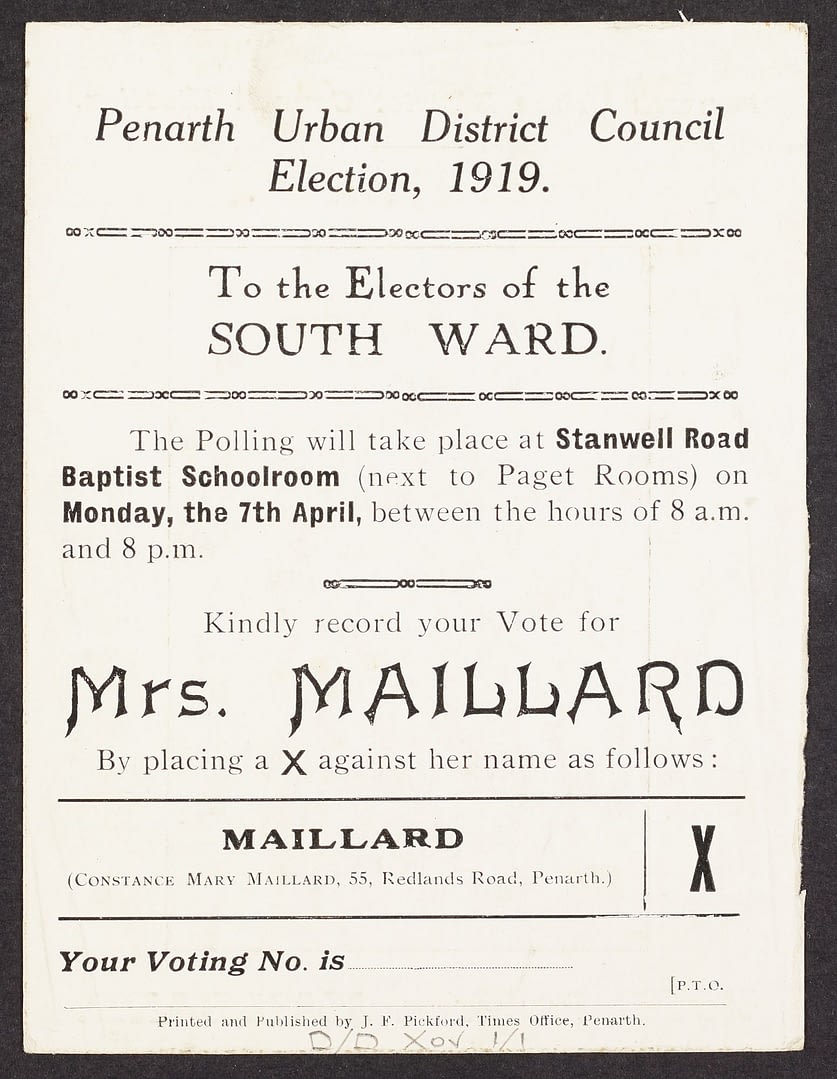 Penarth Urban District Council
Election, 1919.
To the Electors of the
SOUTH WARD.
The Polling will take place at Stanwell Road
Baptist Schoolroom (next to Paget Rooms) on
Monday, the 7th April, between the hours of 8 a.m.
and 8 p.m.
Kindly record your Vote for
Mrs. MAILLARD
By placing a X against her name as follows :
MAILLARD
(CONSTANCE MARY MAILLARD, 55, Redlands Road, Penarth.)
X
Your Voting No. is
[P.T.O.
Printed and Published by J. F. Pickford, Times Office, Penarth.
D/D Xov 1/1